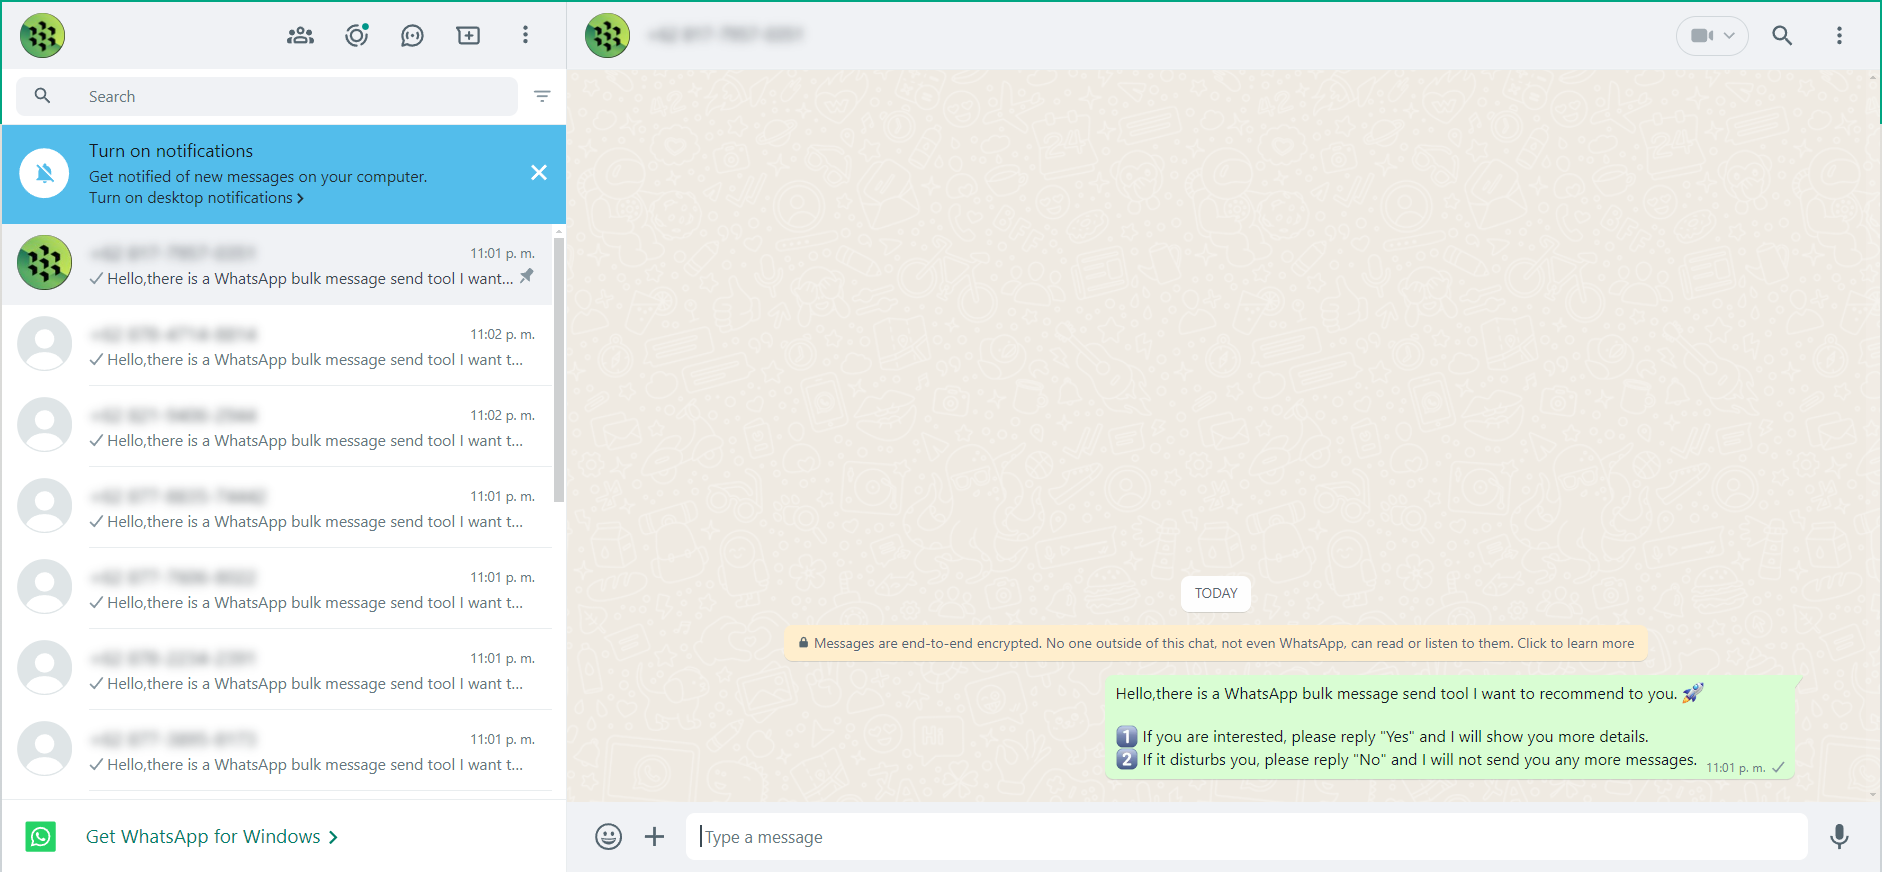 Search
Turn on notifications
Get notified of new messages on your computer.
Turn on desktop notifications
11:01 p. m.
Hello,there is a WhatsApp bulk message send tool I want...
11:02 p. m.
Hello,there is a WhatsApp bulk message send tool I want t...
11:02 p. m.
Hello,there is a WhatsApp bulk message send tool I want t...
11:01 p. m.
Hello,there is a WhatsApp bulk message send tool I want t...
11:01 p. m.
Hello,there is a WhatsApp bulk message send tool I want t...
11:01 p. m.
Hello,there is a WhatsApp bulk message send tool I want t...
11:01 p. m.
Hello,there is a WhatsApp bulk message send tool I want t...
Get WhatsApp for Windows
TODAY
Messages are end-to-end encrypted. No one outside of this chat, not even WhatsApp, can read or listen to them. Click to learn more
Hello,there is a WhatsApp bulk message send tool I want to recommend to you. 🚀
1️⃣ If you are interested, please reply "Yes" and I will show you more details.
2️⃣ If it disturbs you, please reply "No" and I will not send you any more messages.
11:01 p. m.
Type a message